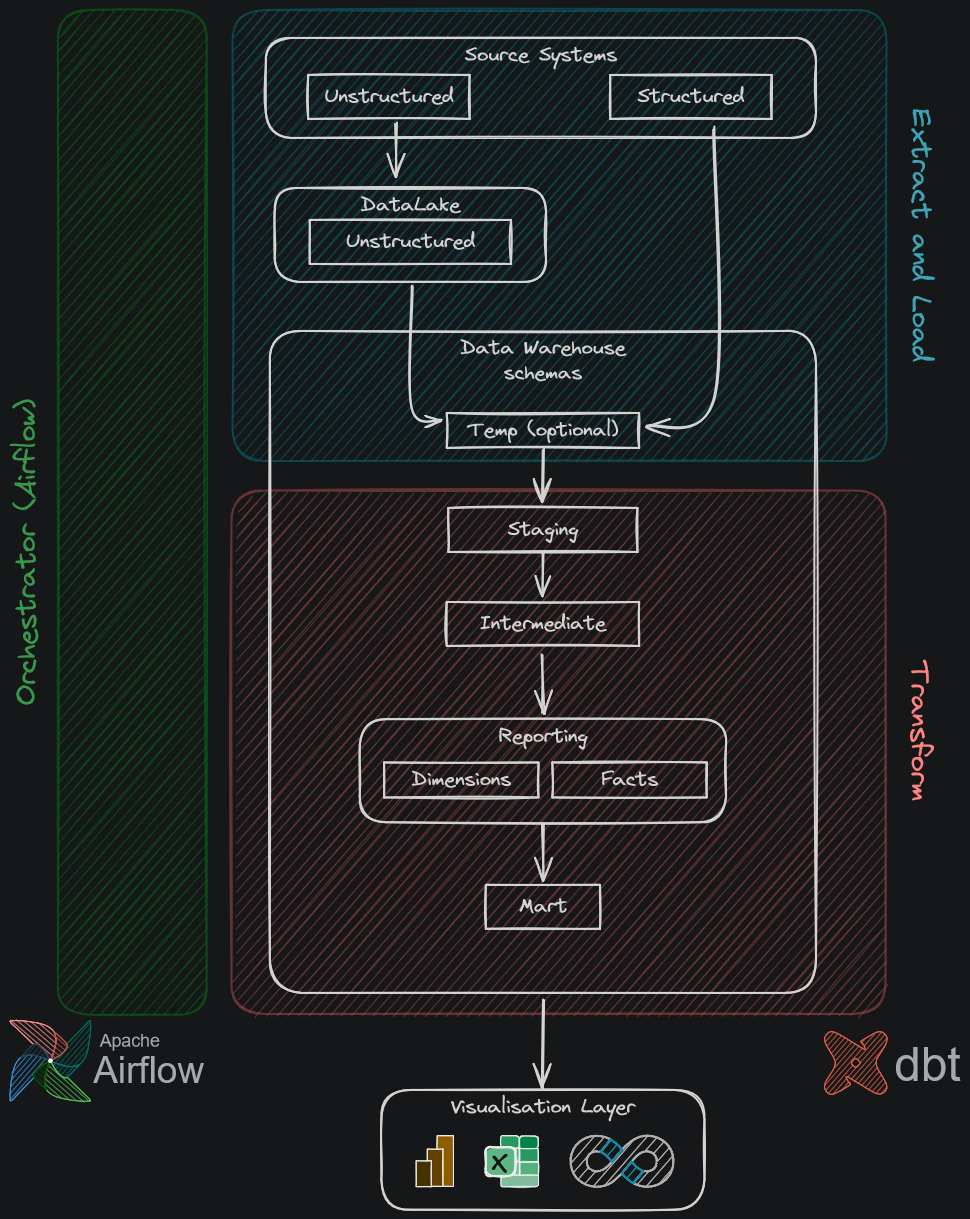 Source Systems
Unstructured
Structured
DataLake
Unstructured
Data Warehouse
schemas
Temp (optional)
Extract and Load
Orchestrator (Airflow)
Staging
Intermediate
Reporting
Dimensions
Facts
Mart
Transform
Apache
Airflow
dbt
Visualisation Layer
X